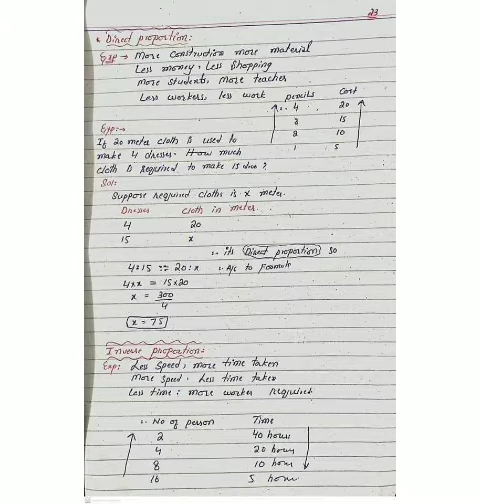 23
* Direct proportion:
Exp → More Construction more material
Less money, Less Shopping
More students, More teacher
Less workers, less work
pencils Cost
4 20
3 15
2 10
1 5
Exp:→
If 20 meter cloth is used to
make 4 dresses. How much
cloth is Required to make 15 dress?
Sol:
Suppose required cloths is x meter.
Dresses cloth in meter
4 20
15 x
∵ its Direct proportion so
4:15 :: 20:x ∴ A/c to Formula
4 × x = 15×20
x = 300/4
x = 75
Inverse proportion:
Exp: Less Speed, more time taken
More Speed, Less time taken
Less time: more worker Required
∵ No of person Time
2 40 hours
4 20 hours
8 10 hour
16 5 hour